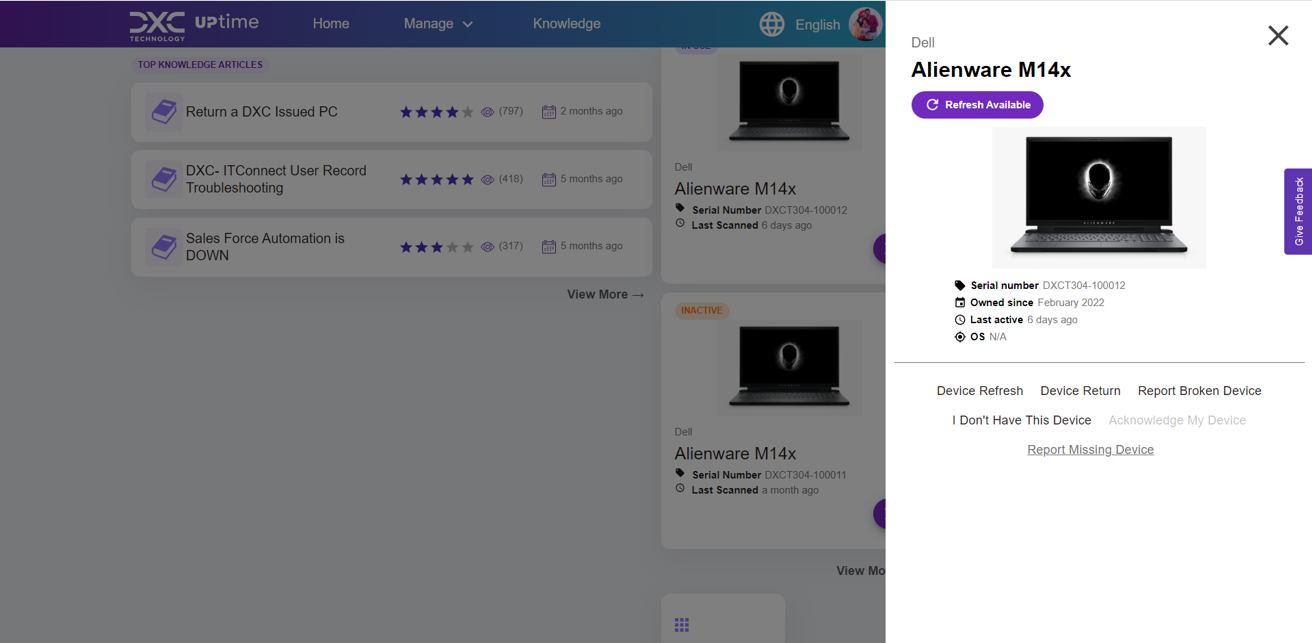 DXC
TECHNOLOGY
UPtime
Home
Manage
Knowledge
English
TOP KNOWLEDGE ARTICLES
Return a DXC Issued PC
(797)
2 months ago
DXC- ITConnect User Record
Troubleshooting
(418)
5 months ago
Sales Force Automation is
DOWN
(317)
5 months ago
View More →
IN USE
Dell
Alienware M14x
Serial Number DXCT304-100012
Last Scanned 6 days ago
INACTIVE
Dell
Alienware M14x
Serial Number DXCT304-100011
Last Scanned a month ago
View Mo
Dell
Alienware M14x
Refresh Available
ALIENWARE
Serial number DXCT304-100012
Owned since February 2022
Last active 6 days ago
OS N/A
Device Refresh
Device Return
Report Broken Device
I Don't Have This Device
Acknowledge My Device
Report Missing Device
Give Feedback